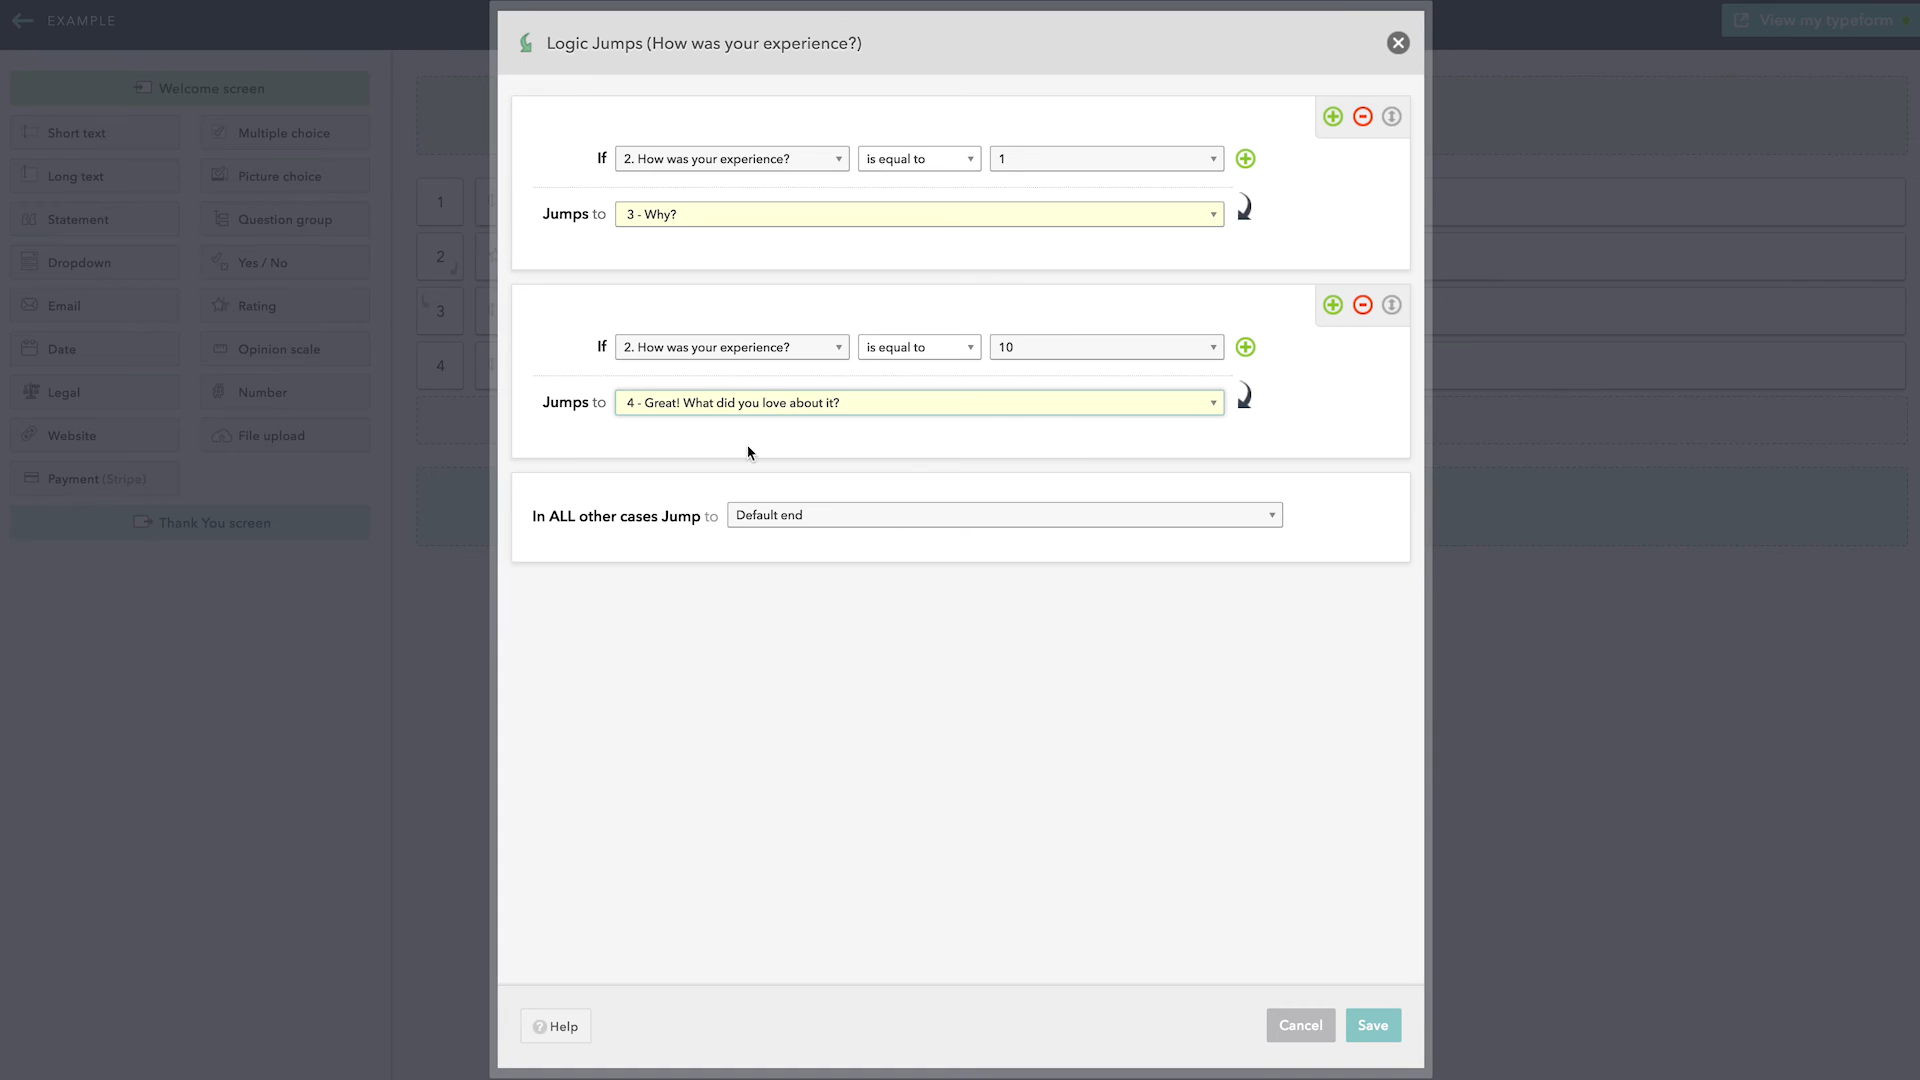 EXAMPLE
View my typeform
Logic Jumps (How was your experience?)
Welcome screen
Short text
Multiple choice
Long text
Picture choice
Statement
Question group
Dropdown
Yes / No
Email
Rating
Date
Opinion scale
Legal
Number
Website
File upload
Payment (Stripe)
Thank You screen
1
2
3
4
If 2. How was your experience? is equal to 1
Jumps to 3 - Why?
If 2. How was your experience? is equal to 10
Jumps to 4 - Great! What did you love about it?
In ALL other cases Jump to Default end
? Help
Cancel
Save